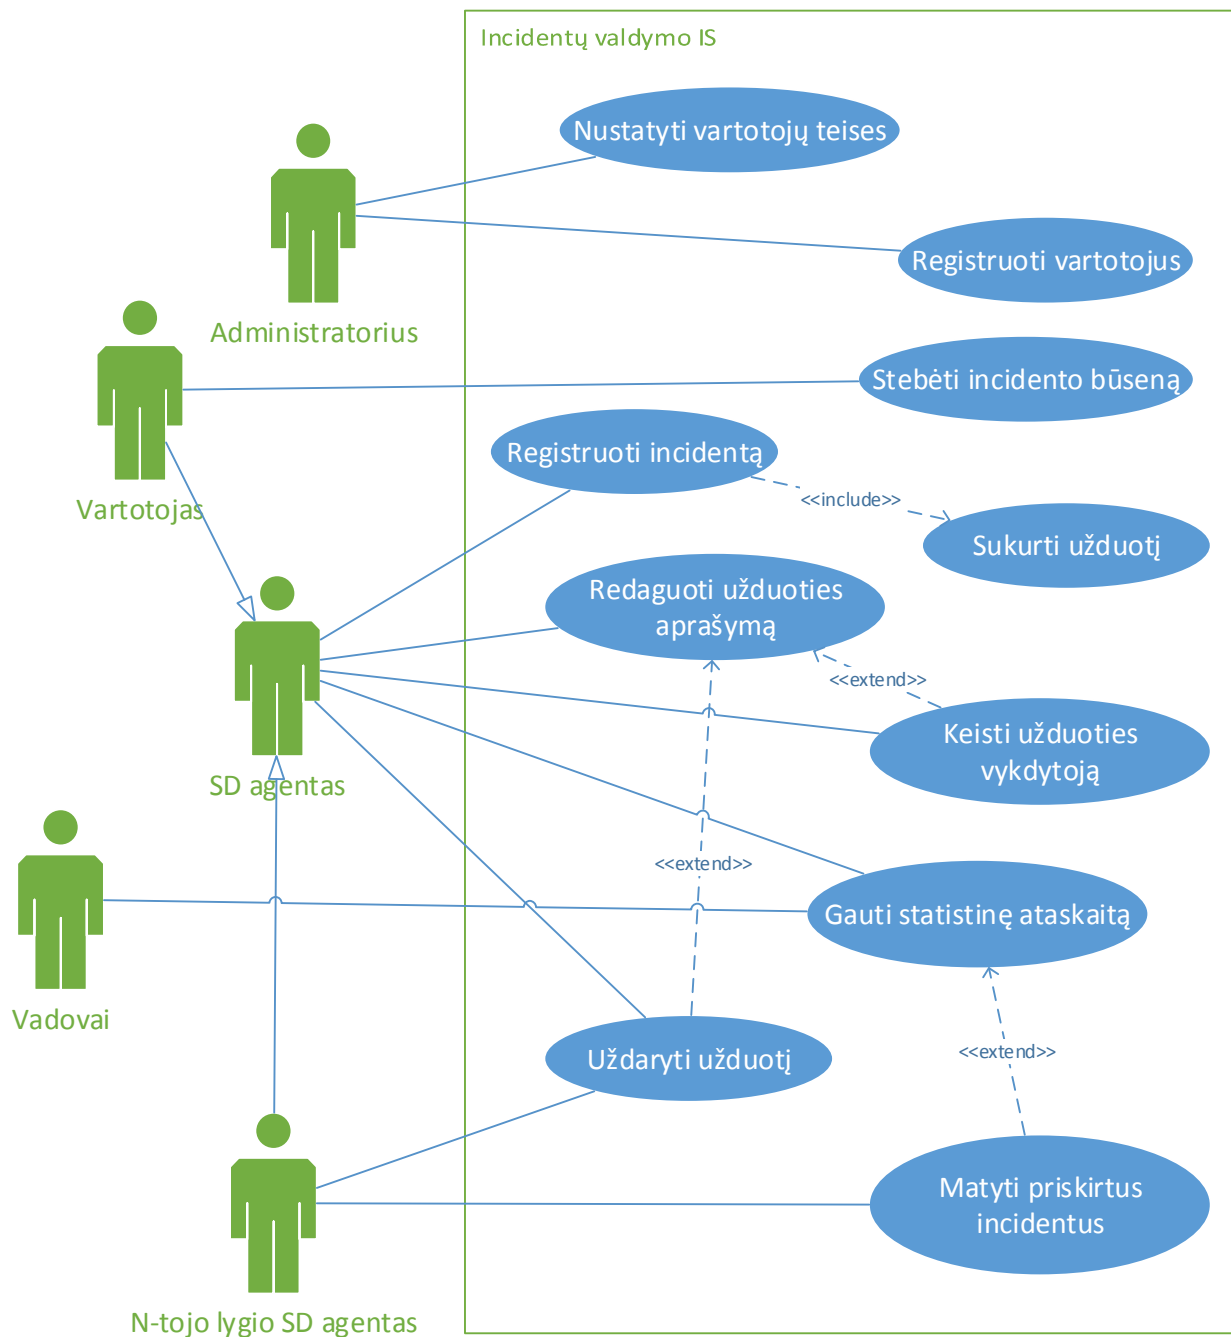 Incidentų valdymo IS
Nustatyti vartotojų teises
Registruoti vartotojus
Administratorius
Stebėti incidento būseną
Registruoti incidentą
<<include>>
Vartotojas
Sukurti užduotį
Redaguoti užduoties
aprašymą
<<extend>>
Keisti užduoties
vykdytoją
SD agentas
<<extend>>
Gauti statistinę ataskaitą
Vadovai
Uždaryti užduotį
<<extend>>
Matyti priskirtus
incidentus
N-tojo lygio SD agentas